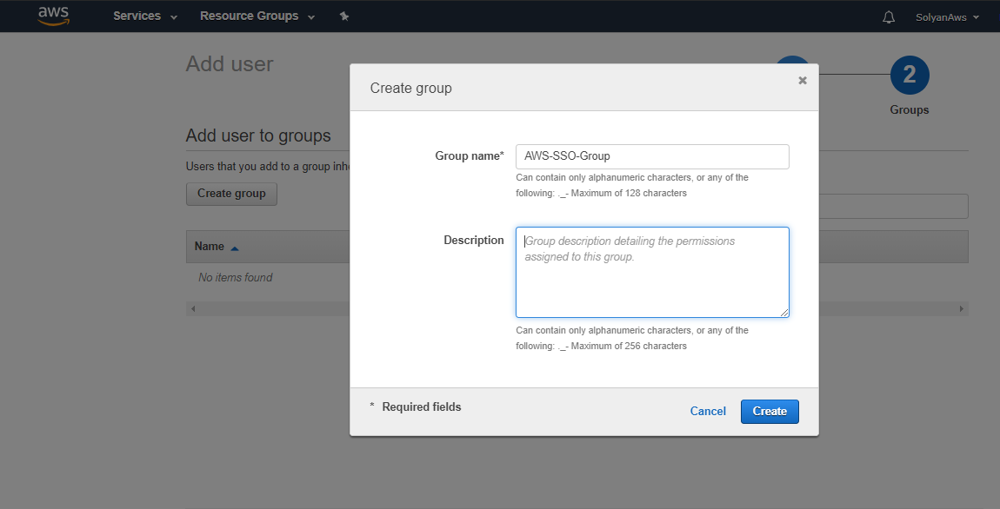 aws
Services
Resource Groups
SolyanAws
Add user
Create group
×
2
Groups
Add user to groups
Users that you add to a group inh
Create group
Name
No items found
Group name*
AWS-SSO-Group
Can contain only alphanumeric characters, or any of the
following: ._- Maximum of 128 characters
Description
Group description detailing the permissions
assigned to this group.
Can contain only alphanumeric characters, or any of the
following: ._- Maximum of 256 characters
* Required fields
Cancel
Create